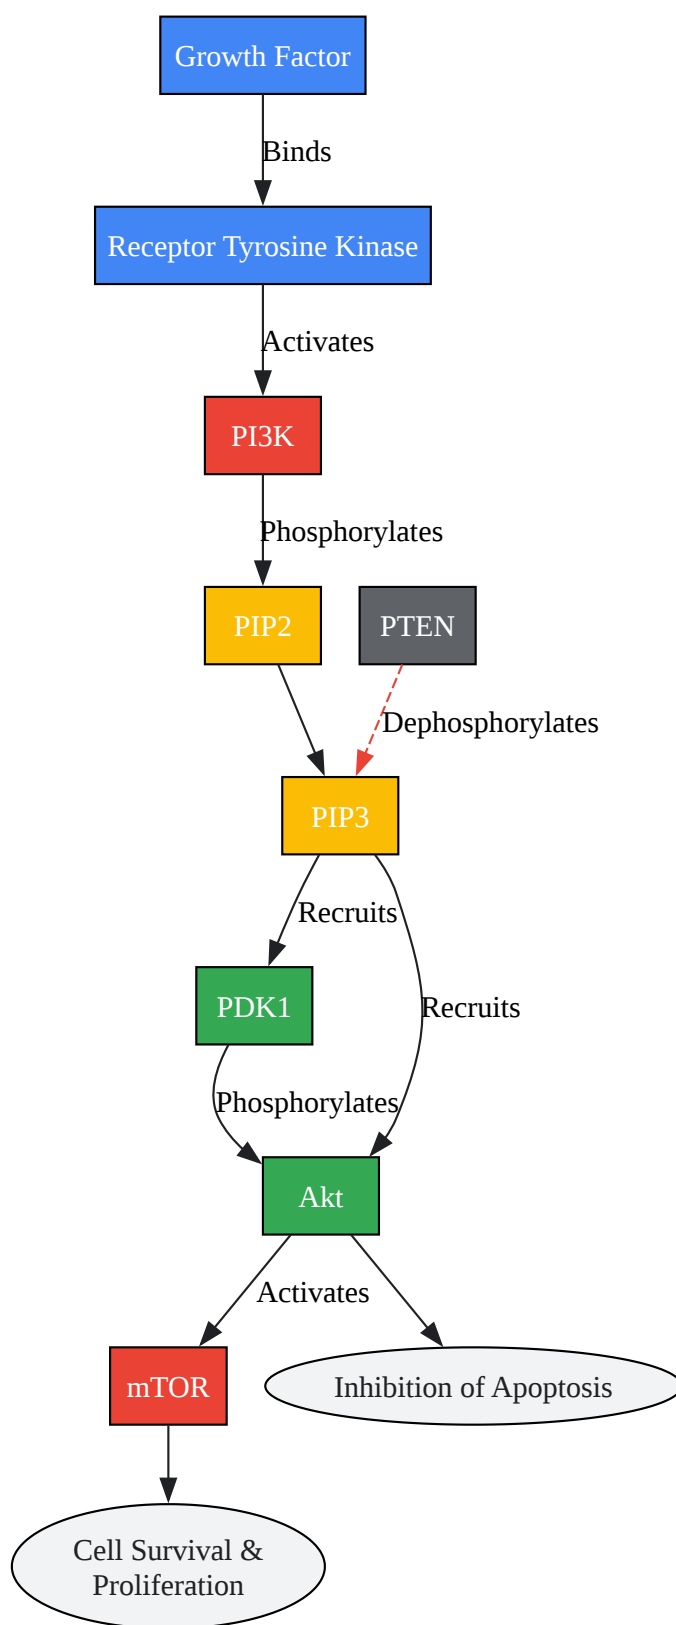 Growth Factor
Binds
Receptor Tyrosine Kinase
Activates
PI3K
Phosphorylates
PIP2
PTEN
Dephosphorylates
PIP3
Recruits
PDK1
Recruits
Phosphorylates
Akt
Activates
mTOR
Inhibition of Apoptosis
Cell Survival &
Proliferation